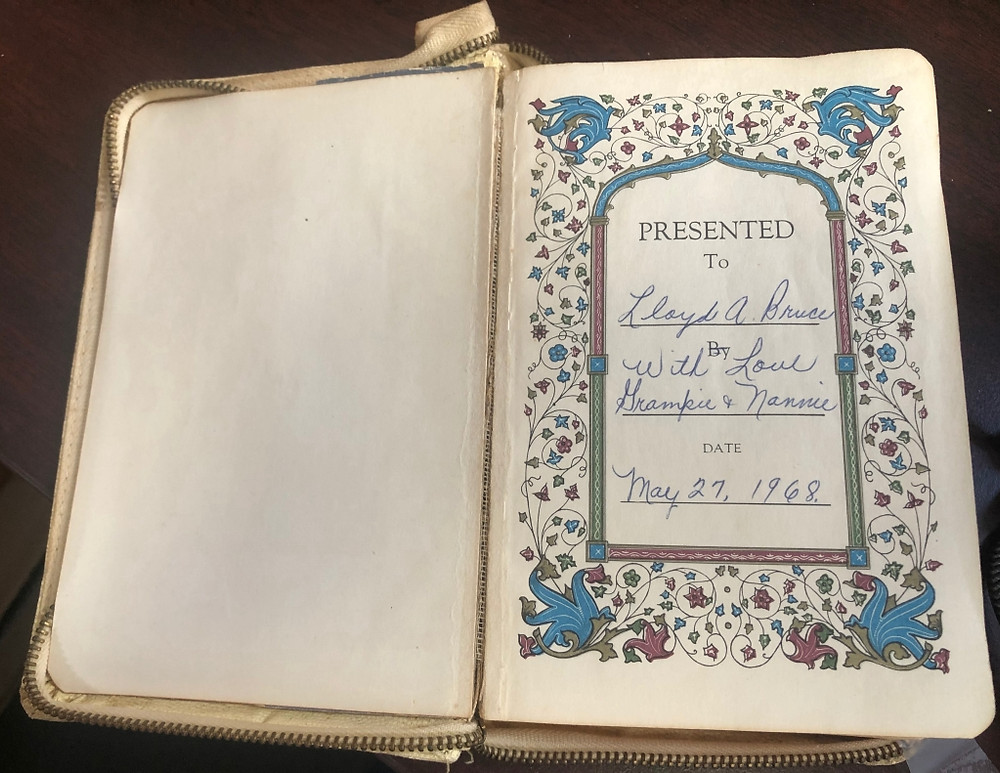 PRESENTED
To
Lloyd A. Bruce
By
With Love
Grampie & Nannie
DATE
May 27, 1968.